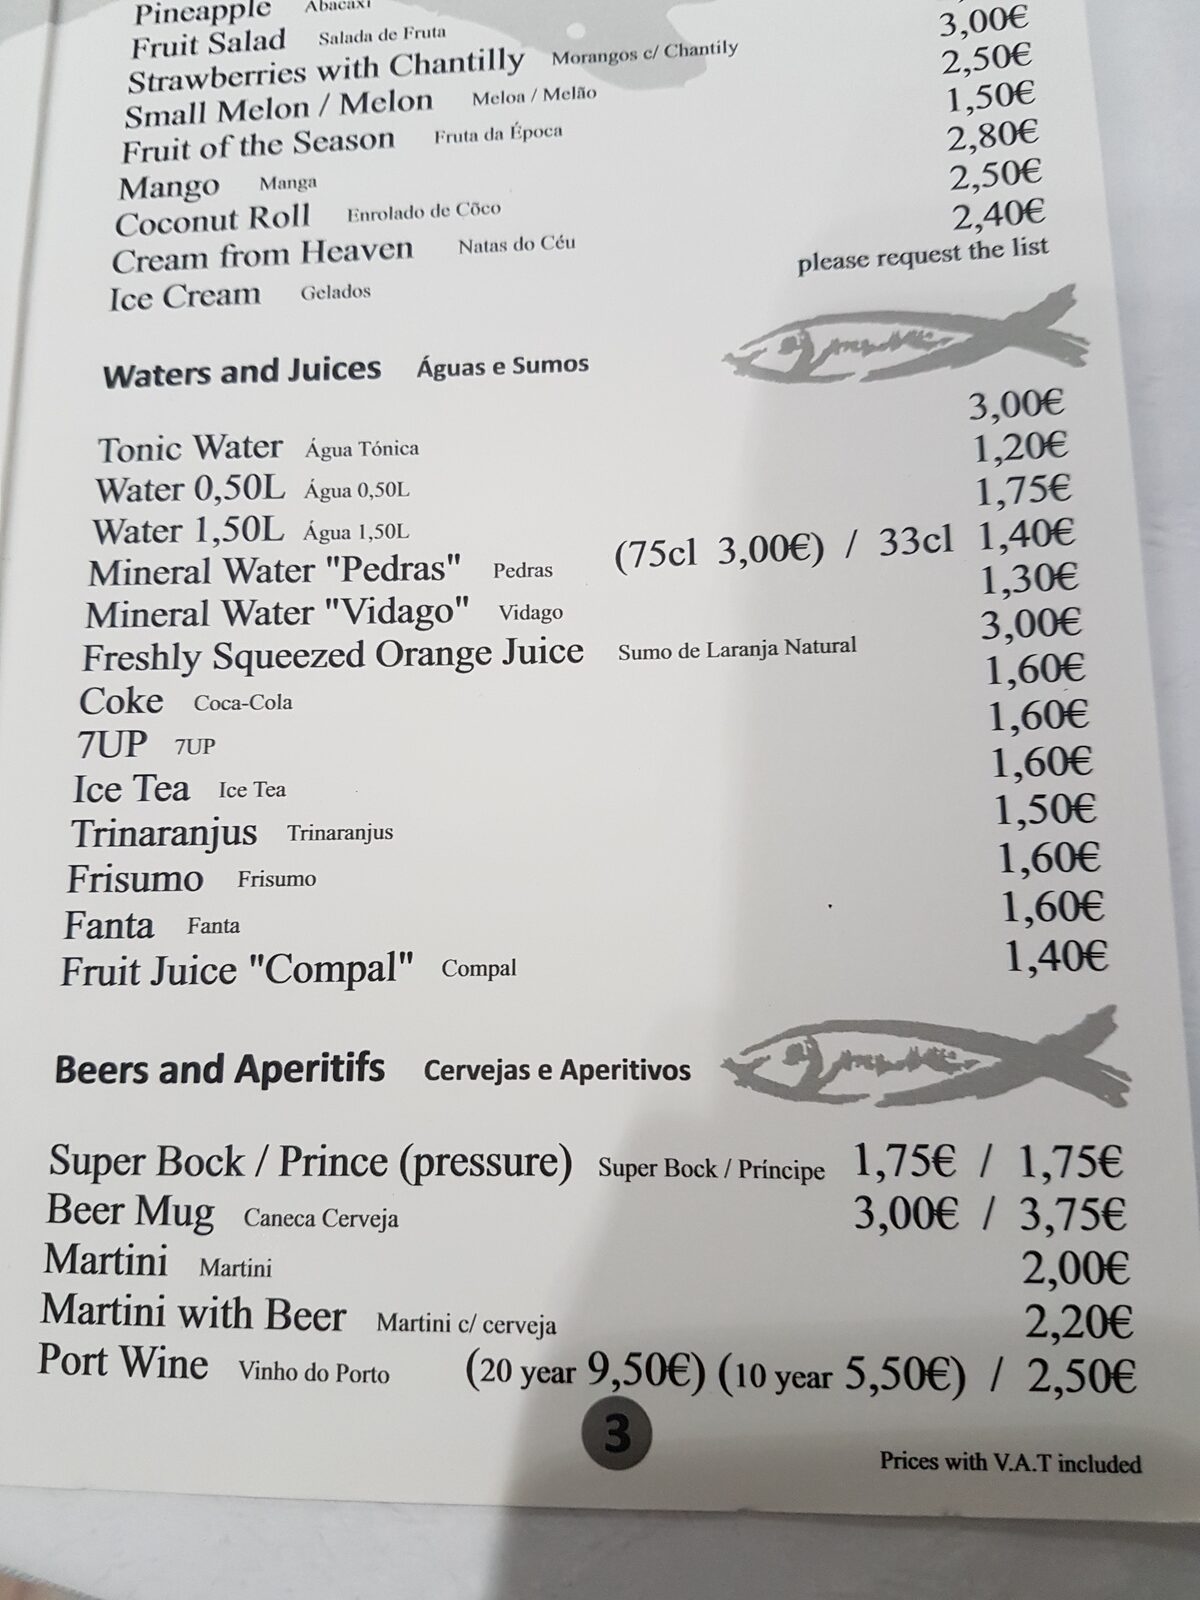 Pineapple Abacaxi
Fruit Salad Salada de Fruta
Strawberries with Chantilly Morangos c/ Chantily 3,00€
Small Melon / Melon Meloa / Melão 2,50€
Fruit of the Season Fruta da Época 1,50€
Mango Manga 2,80€
Coconut Roll Enrolado de Côco 2,50€
Cream from Heaven Natas do Céu 2,40€
Ice Cream Gelados please request the list
Waters and Juices Águas e Sumos
Tonic Water Água Tónica 3,00€
Water 0,50L Água 0,50L 1,20€
Water 1,50L Água 1,50L 1,75€
Mineral Water "Pedras" Pedras (75cl 3,00€) / 33cl 1,40€
Mineral Water "Vidago" Vidago 1,30€
Freshly Squeezed Orange Juice Sumo de Laranja Natural 3,00€
Coke Coca-Cola 1,60€
7UP 7UP 1,60€
Ice Tea Ice Tea 1,60€
Trinaranjus Trinaranjus 1,50€
Frisumo Frisumo 1,60€
Fanta Fanta 1,60€
Fruit Juice "Compal" Compal 1,40€
Beers and Aperitifs Cervejas e Aperitivos
Super Bock / Prince (pressure) Super Bock / Príncipe 1,75€ / 1,75€
Beer Mug Caneca Cerveja 3,00€ / 3,75€
Martini Martini 2,00€
Martini with Beer Martini c/ cerveja 2,20€
Port Wine Vinho do Porto (20 year 9,50€) (10 year 5,50€) / 2,50€
3
Prices with V.A.T included